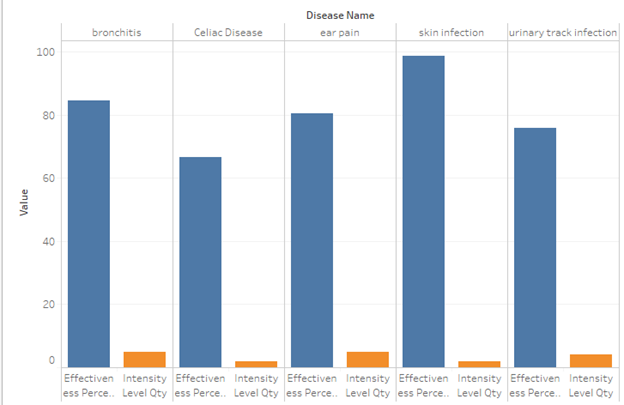 Disease Name
bronchitis Celiac Disease ear pain skin infection urinary track infection
100
80
60
40
20
0
Value
Effectiven Intensity Effectiven Intensity Effectiven Intensity Effectiven Intensity Effectiven Intensity
ess Perce.. Level Qty ess Perce.. Level Qty ess Perce.. Level Qty ess Perce.. Level Qty ess Perce.. Level Qty